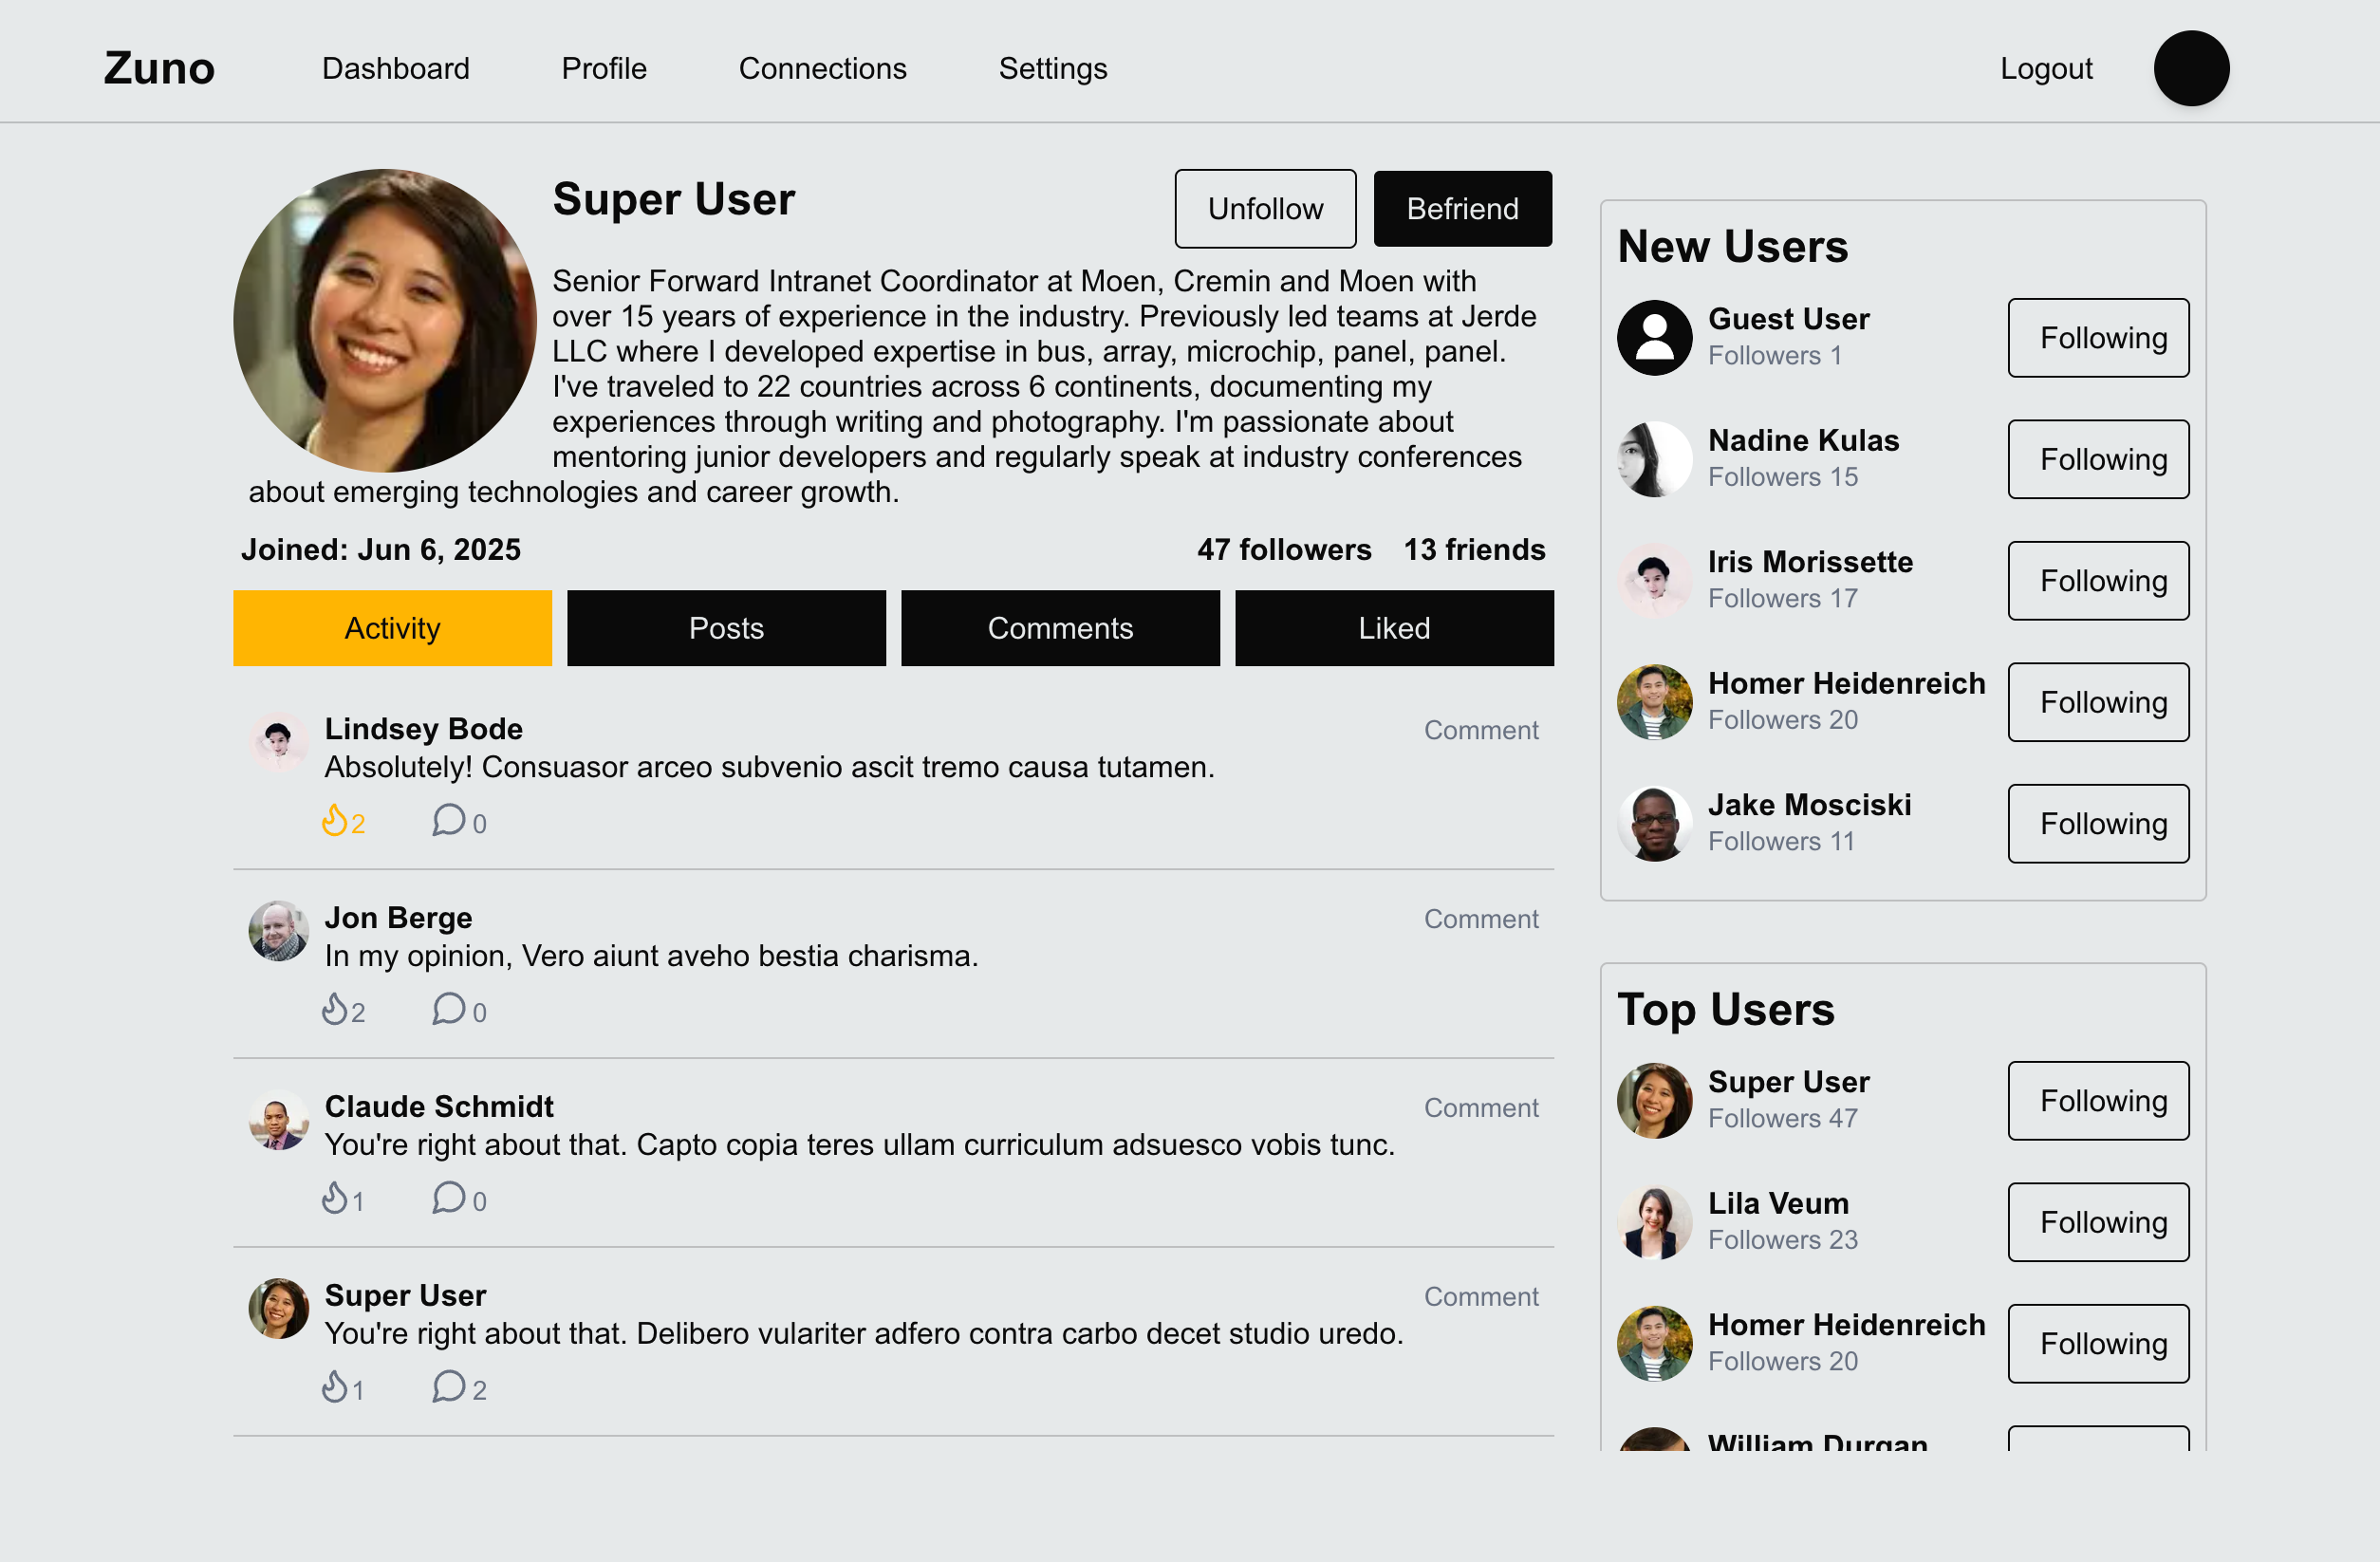 Zuno
Dashboard
Profile
Connections
Settings
Logout
Super User
Unfollow
Befriend
Senior Forward Intranet Coordinator at Moen, Cremin and Moen with
over 15 years of experience in the industry. Previously led teams at Jerde
LLC where I developed expertise in bus, array, microchip, panel, panel.
I've traveled to 22 countries across 6 continents, documenting my
experiences through writing and photography. I'm passionate about
mentoring junior developers and regularly speak at industry conferences
about emerging technologies and career growth.
Joined: Jun 6, 2025
47 followers
13 friends
Activity
Posts
Comments
Liked
Lindsey Bode
Comment
Absolutely! Consuasor arceo subvenio ascit tremo causa tutamen.
2
0
Jon Berge
Comment
In my opinion, Vero aiunt aveho bestia charisma.
2
0
Claude Schmidt
Comment
You're right about that. Capto copia teres ullam curriculum adsuesco vobis tunc.
1
0
Super User
Comment
You're right about that. Delibero vulariter adfero contra carbo decet studio uredo.
1
2
New Users
Guest User
Followers 1
Following
Nadine Kulas
Followers 15
Following
Iris Morissette
Followers 17
Following
Homer Heidenreich
Followers 20
Following
Jake Mosciski
Followers 11
Following
Top Users
Super User
Followers 47
Following
Lila Veum
Followers 23
Following
Homer Heidenreich
Followers 20
Following
William Durgan